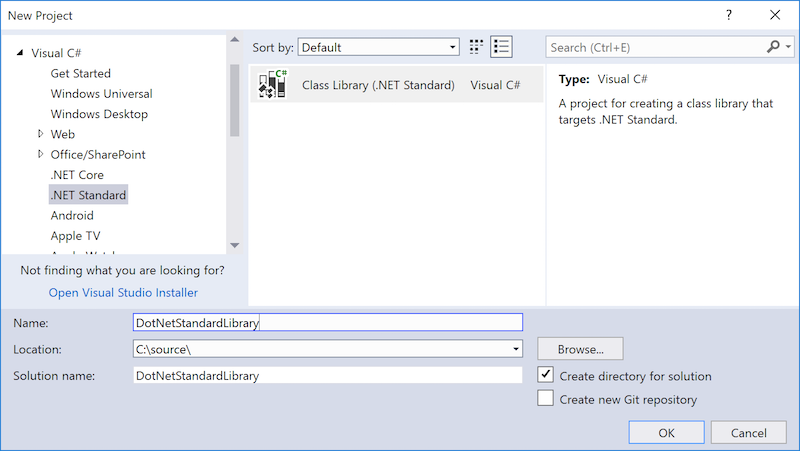 New Project
?
Visual C#
Get Started
Windows Universal
Windows Desktop
Web
Office/SharePoint
.NET Core
.NET Standard
Android
Apple TV
Not finding what you are looking for?
Open Visual Studio Installer
Sort by: Default
C#
Class Library (.NET Standard) Visual C#
Search (Ctrl+E)
Type: Visual C#
A project for creating a class library that
targets .NET Standard.
Name: DotNetStandardLibrary
Location: C:\source\
Browse...
Solution name: DotNetStandardLibrary
Create directory for solution
Create new Git repository
OK Cancel